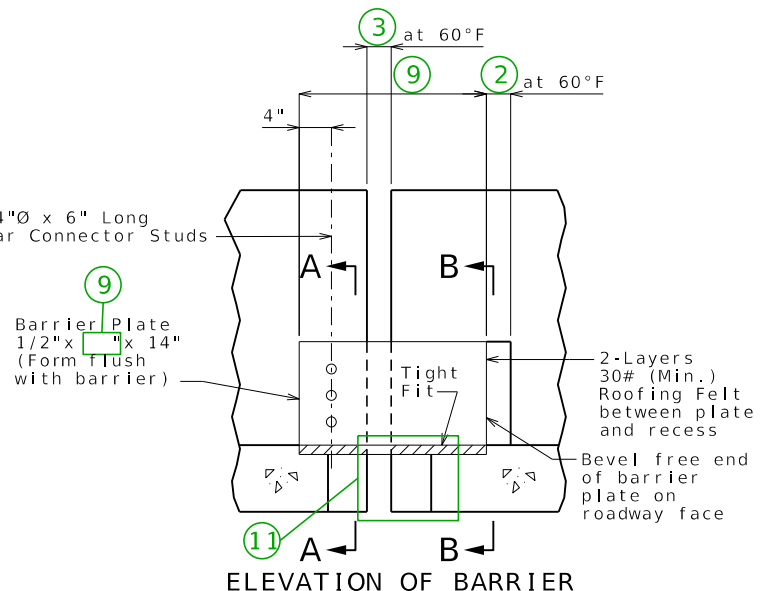 3 at 60°F
9 2 at 60°F
4"
4"Ø x 6" Long
ar Connector Studs
A B
9
Barrier Plate
1/2"x "x 14"
(Form flush
with barrier)
Tight
Fit
2-Layers
30# (Min.)
Roofing Felt
between plate
and recess
Bevel free end
of barrier
plate on
roadway face
11
A B
ELEVATION OF BARRIER